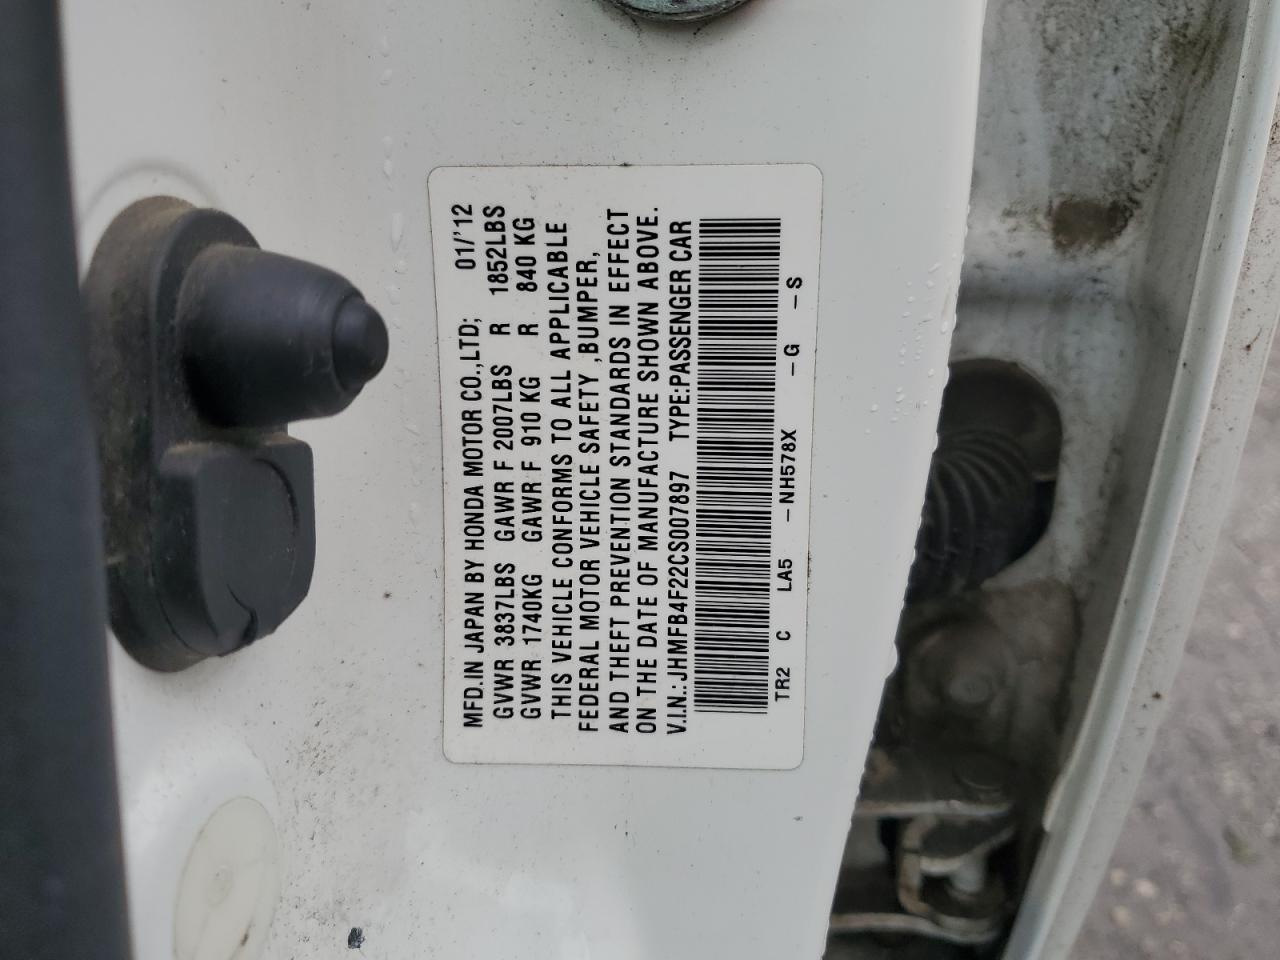 MFD.IN JAPAN BY HONDA MOTOR CO.,LTD; 01/'12
GVWR 3837LBS GAWR F 2007LBS R 1852LBS
GVWR 1740KG GAWR F 910 KG R 840 KG
THIS VEHICLE CONFORMS TO ALL APPLICABLE
FEDERAL MOTOR VEHICLE SAFETY ,BUMPER,
AND THEFT PREVENTION STANDARDS IN EFFECT
ON THE DATE OF MANUFACTURE SHOWN ABOVE.
V.I.N.: JHMFB4F22CS007897 TYPE:PASSENGER CAR
TR2 C LA5 -NH578X -G -S